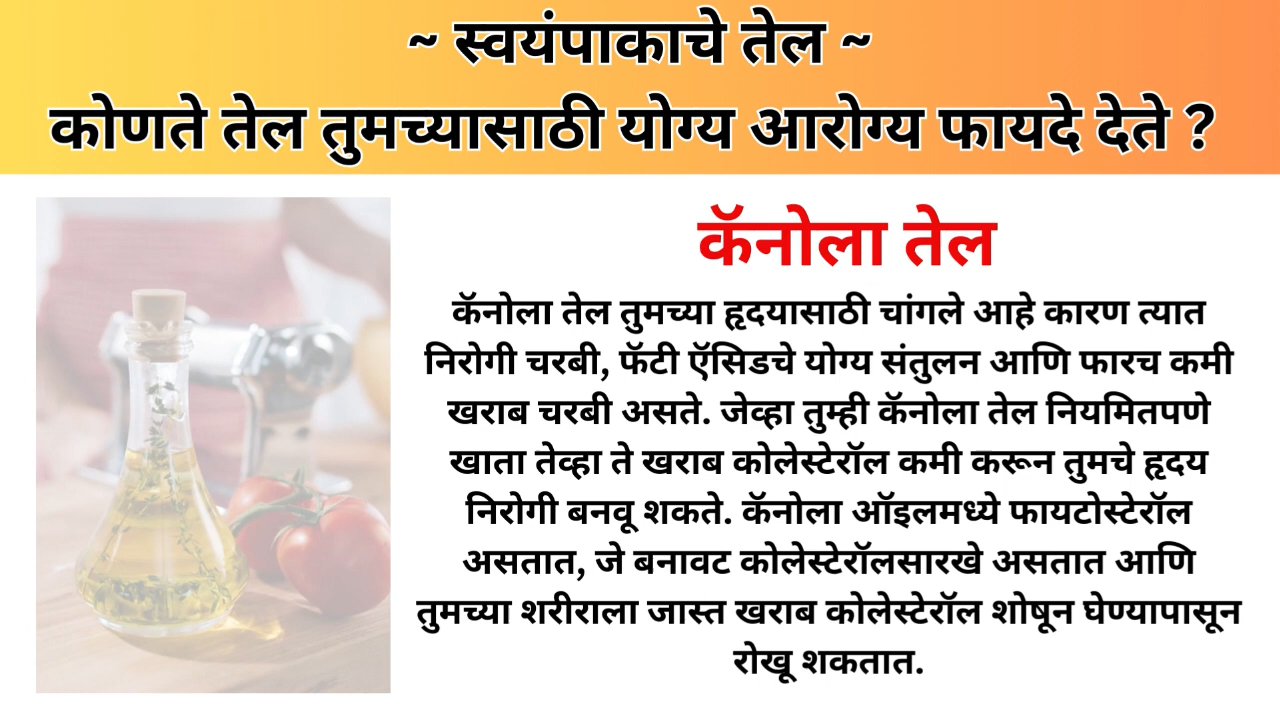 ~ स्वयंपाकाचे तेल ~
कोणते तेल तुमच्यासाठी योग्य आरोग्य फायदे देते ?
कॅनोला तेल
कॅनोला तेल तुमच्या हृदयासाठी चांगले आहे कारण त्यात
निरोगी चरबी, फॅटी ऍसिडचे योग्य संतुलन आणि फारच कमी
खराब चरबी असते. जेव्हा तुम्ही कॅनोला तेल नियमितपणे
खाता तेव्हा ते खराब कोलेस्टेरॉल कमी करून तुमचे हृदय
निरोगी बनवू शकते. कॅनोला ऑइलमध्ये फायटोस्टेरॉल
असतात, जे बनावट कोलेस्टेरॉलसारखे असतात आणि
तुमच्या शरीराला जास्त खराब कोलेस्टेरॉल शोषून घेण्यापासून
रोखू शकतात.